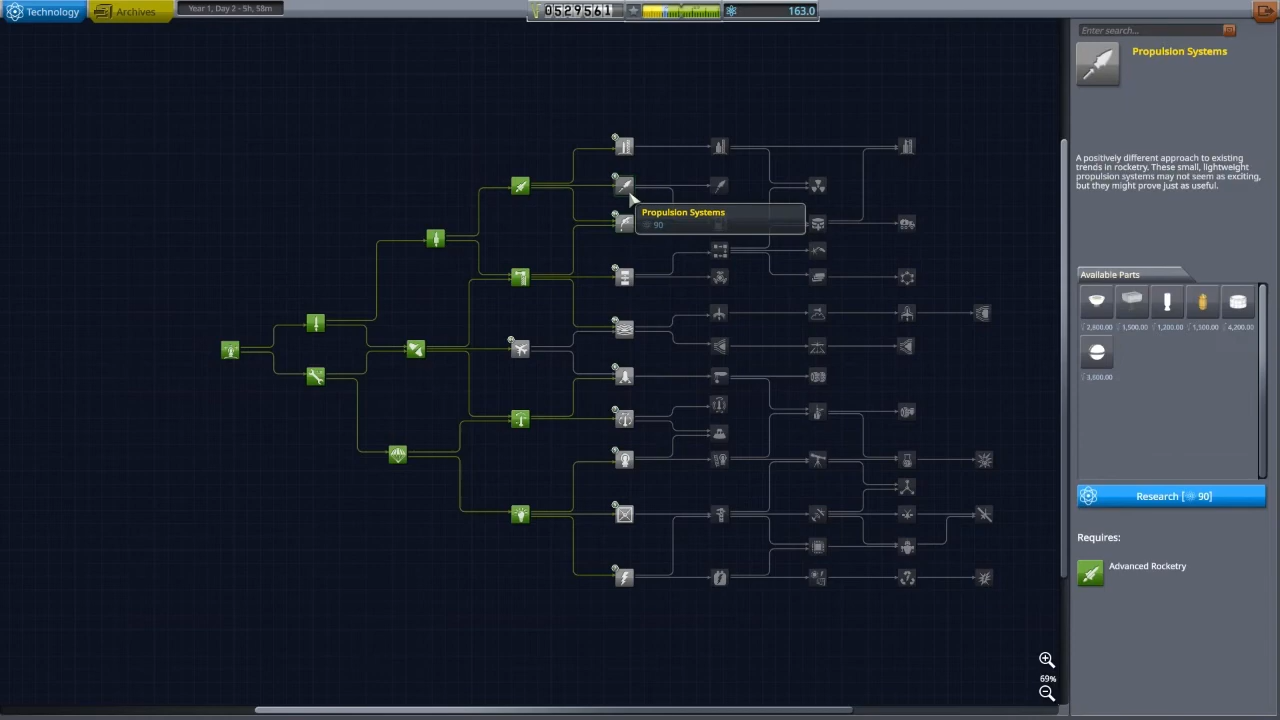 Technology
Archives
Year 1, Day 2 - 5h, 58m
0529561
163.0
Enter search...
Propulsion Systems
A positively different approach to existing
trends in rocketry. These small, lightweight
propulsion systems may not seem as exciting,
but they might prove just as useful.
Propulsion Systems
90
Available Parts
2,800.00
1,500.00
1,200.00
1,500.00
4,200.00
3,600.00
Research [ 90]
Requires:
Advanced Rocketry
69%